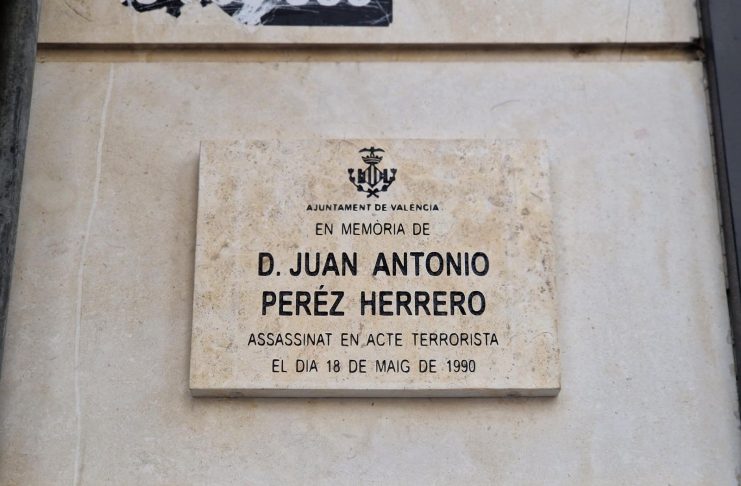 AJUNTAMENT DE VALÈNCIA
EN MEMÒRIA DE
D. JUAN ANTONIO
PERÉZ HERRERO
ASSASSINAT EN ACTE TERRORISTA
EL DIA 18 DE MAIG DE 1990